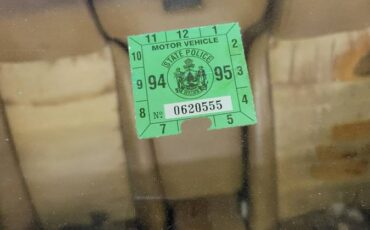 11 12 1
MOTOR VEHICLE
10 2
STATE POLICE
94 95
9 3
8 No 0620555 4
7 5